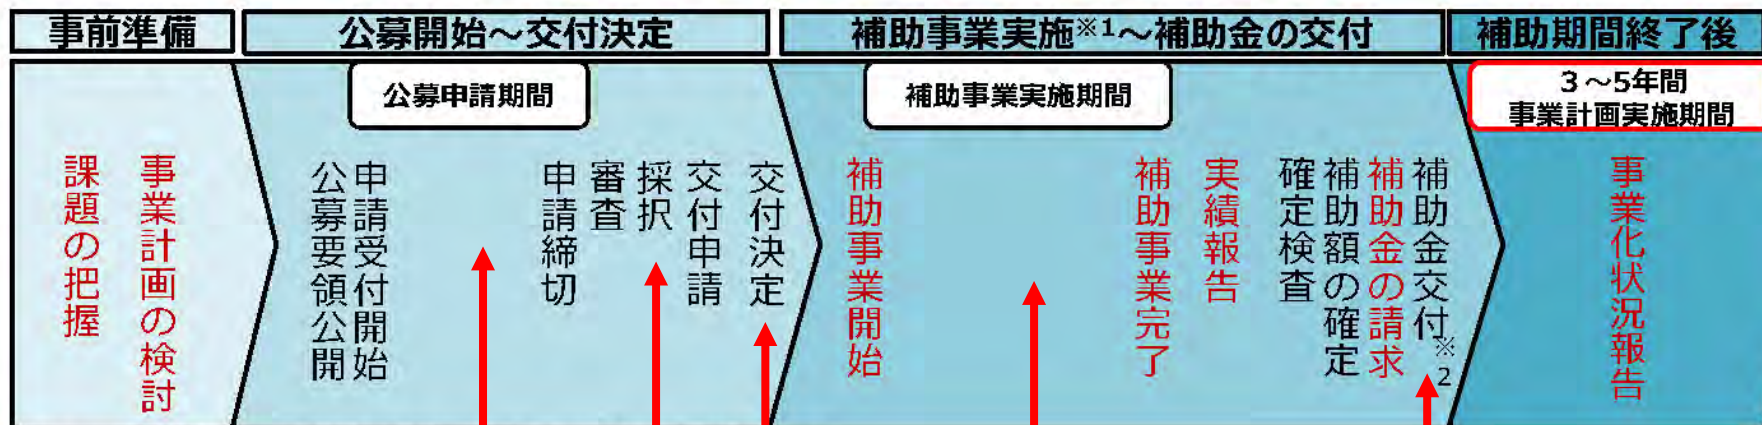 事前準備
公募開始～交付決定
補助事業実施※1～補助金の交付
補助期間終了後
公募申請期間
補助事業実施期間
3～5年間
事業計画実施期間
課題の把握
事業計画の検討
公募要領公開
申請受付開始
申請締切
審査
採択
交付申請
交付決定
補助事業開始
補助事業完了
実績報告
確定検査
補助額の確定
補助金の請求
補助金交付※2
事業化状況報告